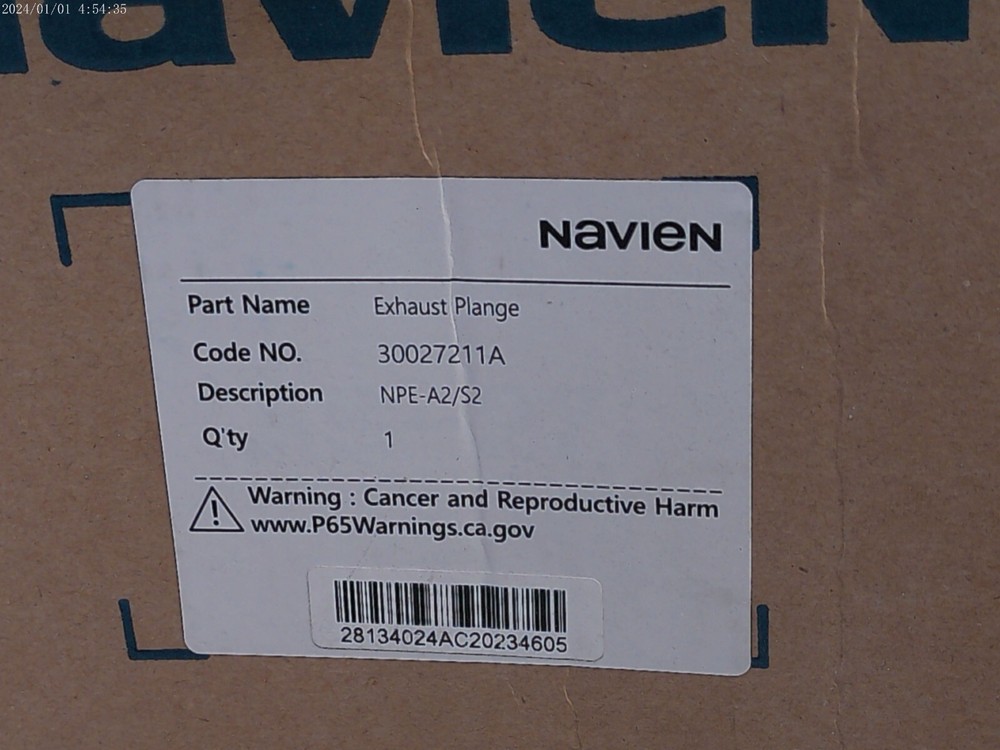 2024/01/01 4:54:35
NAVIEN
NAVIEN
Part Name Exhaust Plange
Code NO. 30027211A
Description NPE-A2/S2
Q'ty 1
Warning : Cancer and Reproductive Harm
www.P65Warnings.ca.gov
28134024AC20234605